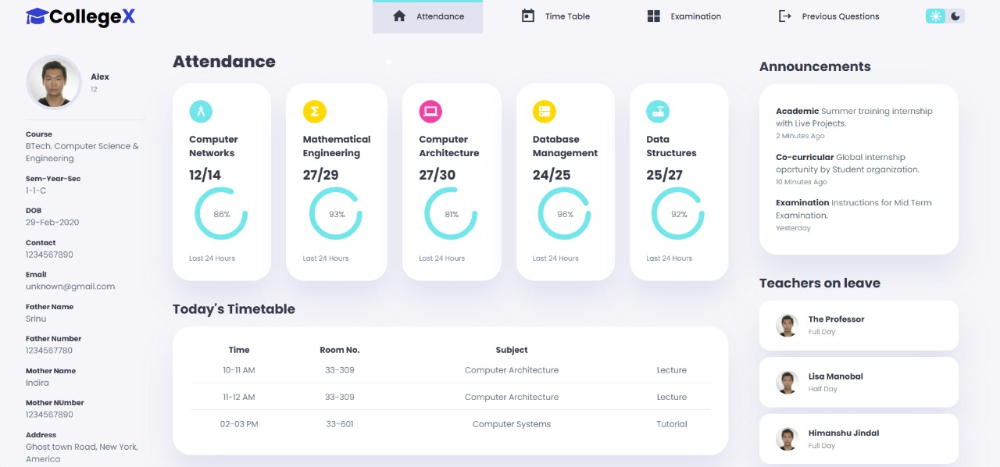 CollegeX
Attendance
Time Table
Examination
Previous Questions
Alex
12
Course
BTech. Computer Science &
Engineering
Sem-Year-Sec
1-1-C
DOB
29-Feb-2020
Contact
1234567890
Email
unknown@gmail.com
Father Name
Srinu
Father Number
1234567780
Mother Name
Indira
Mother NUmber
1234567890
Address
Ghost town Road, New York,
America
Attendance
Computer
Networks
12/14
86%
Last 24 Hours
Mathematical
Engineering
27/29
93%
Last 24 Hours
Computer
Architecture
27/30
81%
Last 24 Hours
Database
Management
24/25
96%
Last 24 Hours
Data
Structures
25/27
92%
Last 24 Hours
Today's Timetable
Time Room No. Subject
10-11 AM 33-309 Computer Architecture Lecture
11-12 AM 33-309 Computer Architecture Lecture
02-03 PM 33-601 Computer Systems Tutorial
Announcements
Academic Summer training internship
with Live Projects.
2 Minutes Ago
Co-curricular Global internship
oportunity by Student organization.
10 Minutes Ago
Examination Instructions for Mid Term
Examination.
Yesterday
Teachers on leave
The Professor
Full Day
Lisa Manobal
Half Day
Himanshu Jindal
Full Day